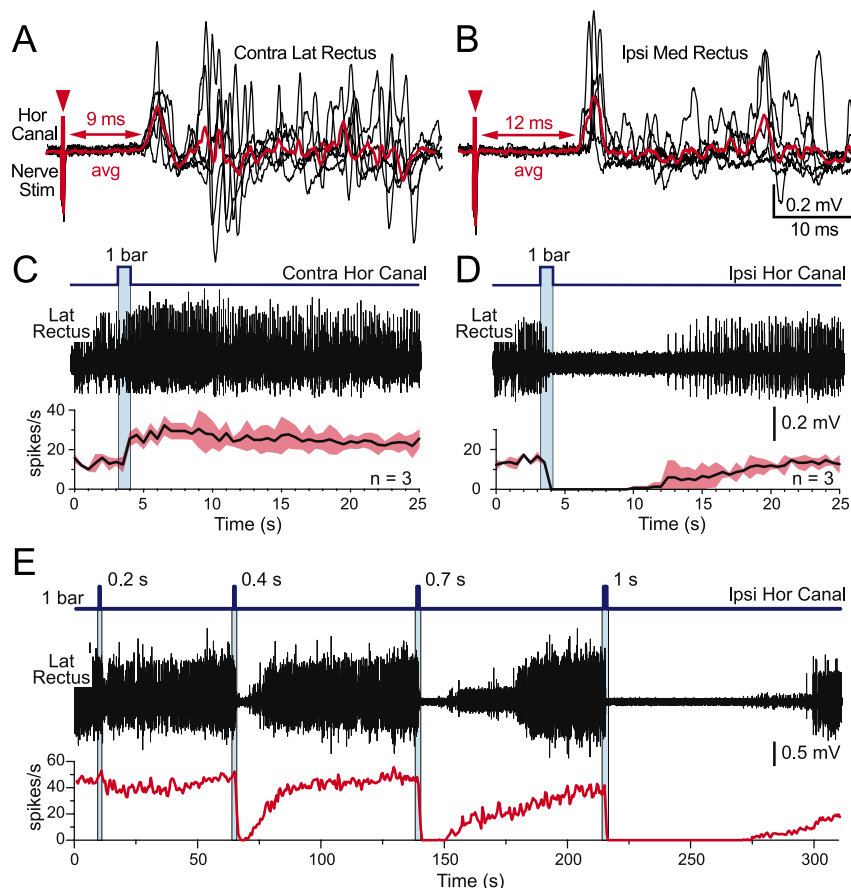 A
Contra Lat Rectus
Hor
Canal
9 ms
Nerve
Stim
avg
B
Ipsi Med Rectus
12 ms
avg
0.2 mV
10 ms
C
1 bar
Contra Hor Canal
Lat
Rectus
spikes/s
40
20
0
n = 3
0 5 10 15 20 25
Time (s)
D
1 bar
Ipsi Hor Canal
Lat
Rectus
0.2 mV
20
0
n = 3
0 5 10 15 20 25
Time (s)
E
0.2 s 0.4 s 0.7 s 1 s
1 bar
Ipsi Hor Canal
Lat
Rectus
0.5 mV
spikes/s
60
40
20
0
0 50 100 150 200 250 300
Time (s)